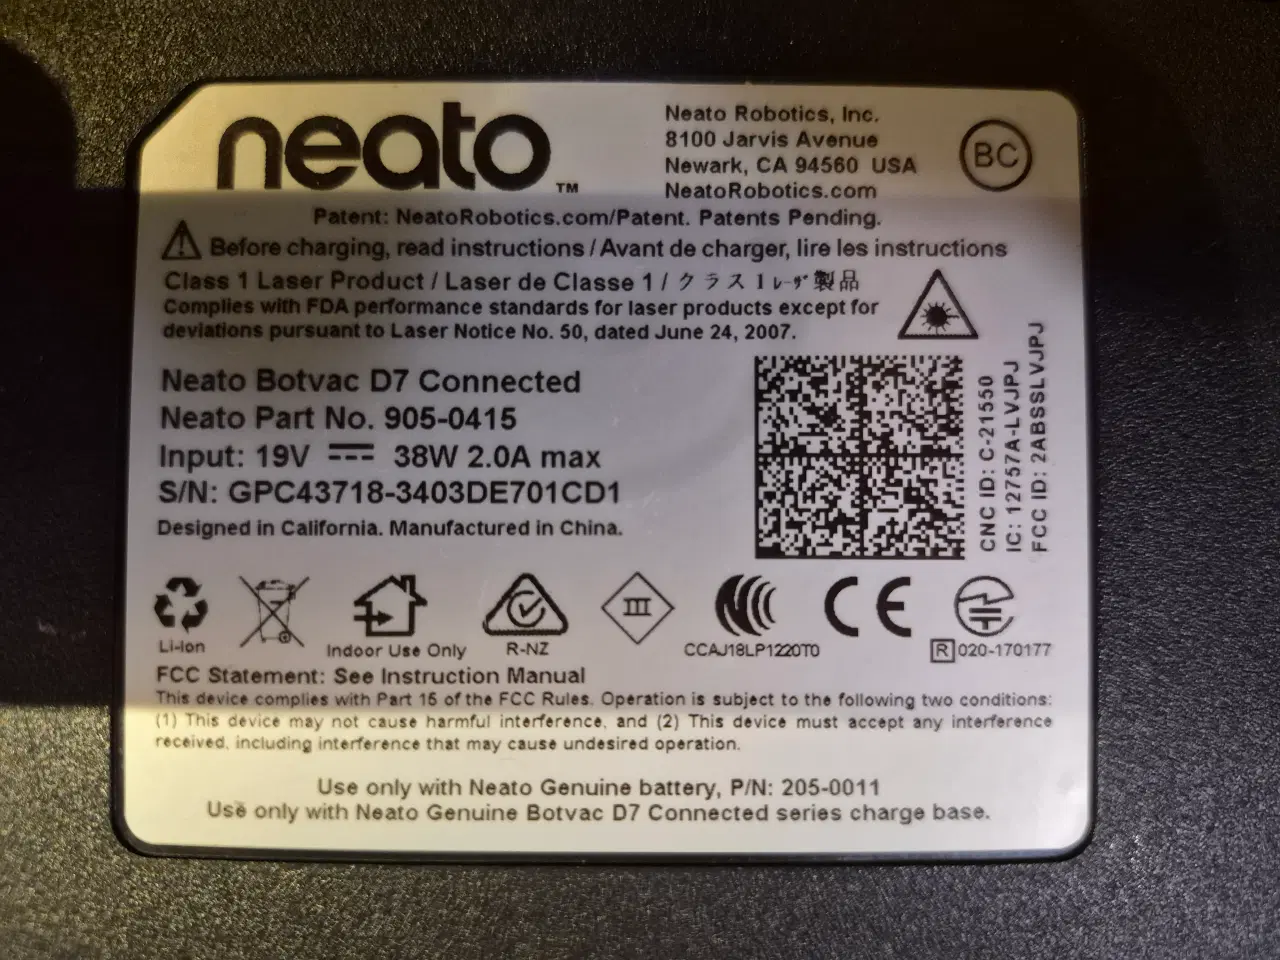 neato™
Neato Robotics, Inc.
8100 Jarvis Avenue
Newark, CA 94560 USA
NeatoRobotics.com
BC
Patent: NeatoRobotics.com/Patent. Patents Pending.
Before charging, read instructions / Avant de charger, lire les instructions
Class 1 Laser Product / Laser de Classe 1 / クラス 1 レーザ 製品
Complies with FDA performance standards for laser products except for
deviations pursuant to Laser Notice No. 50, dated June 24, 2007.
Neato Botvac D7 Connected
Neato Part No. 905-0415
Input: 19V 38W 2.0A max
S/N: GPC43718-3403DE701CD1
Designed in California. Manufactured in China.
CNC ID: C-21550
IC: 12757A-LVJPJ
FCC ID: 2ABSSLVJPJ
Li-Ion
Indoor Use Only
R-NZ
III
CCAJ18LP1220T0
CE
R 020-170177
FCC Statement: See Instruction Manual
This device complies with Part 15 of the FCC Rules. Operation is subject to the following two conditions:
(1) This device may not cause harmful interference, and (2) This device must accept any interference
received, including interference that may cause undesired operation.
Use only with Neato Genuine battery, P/N: 205-0011
Use only with Neato Genuine Botvac D7 Connected series charge base.